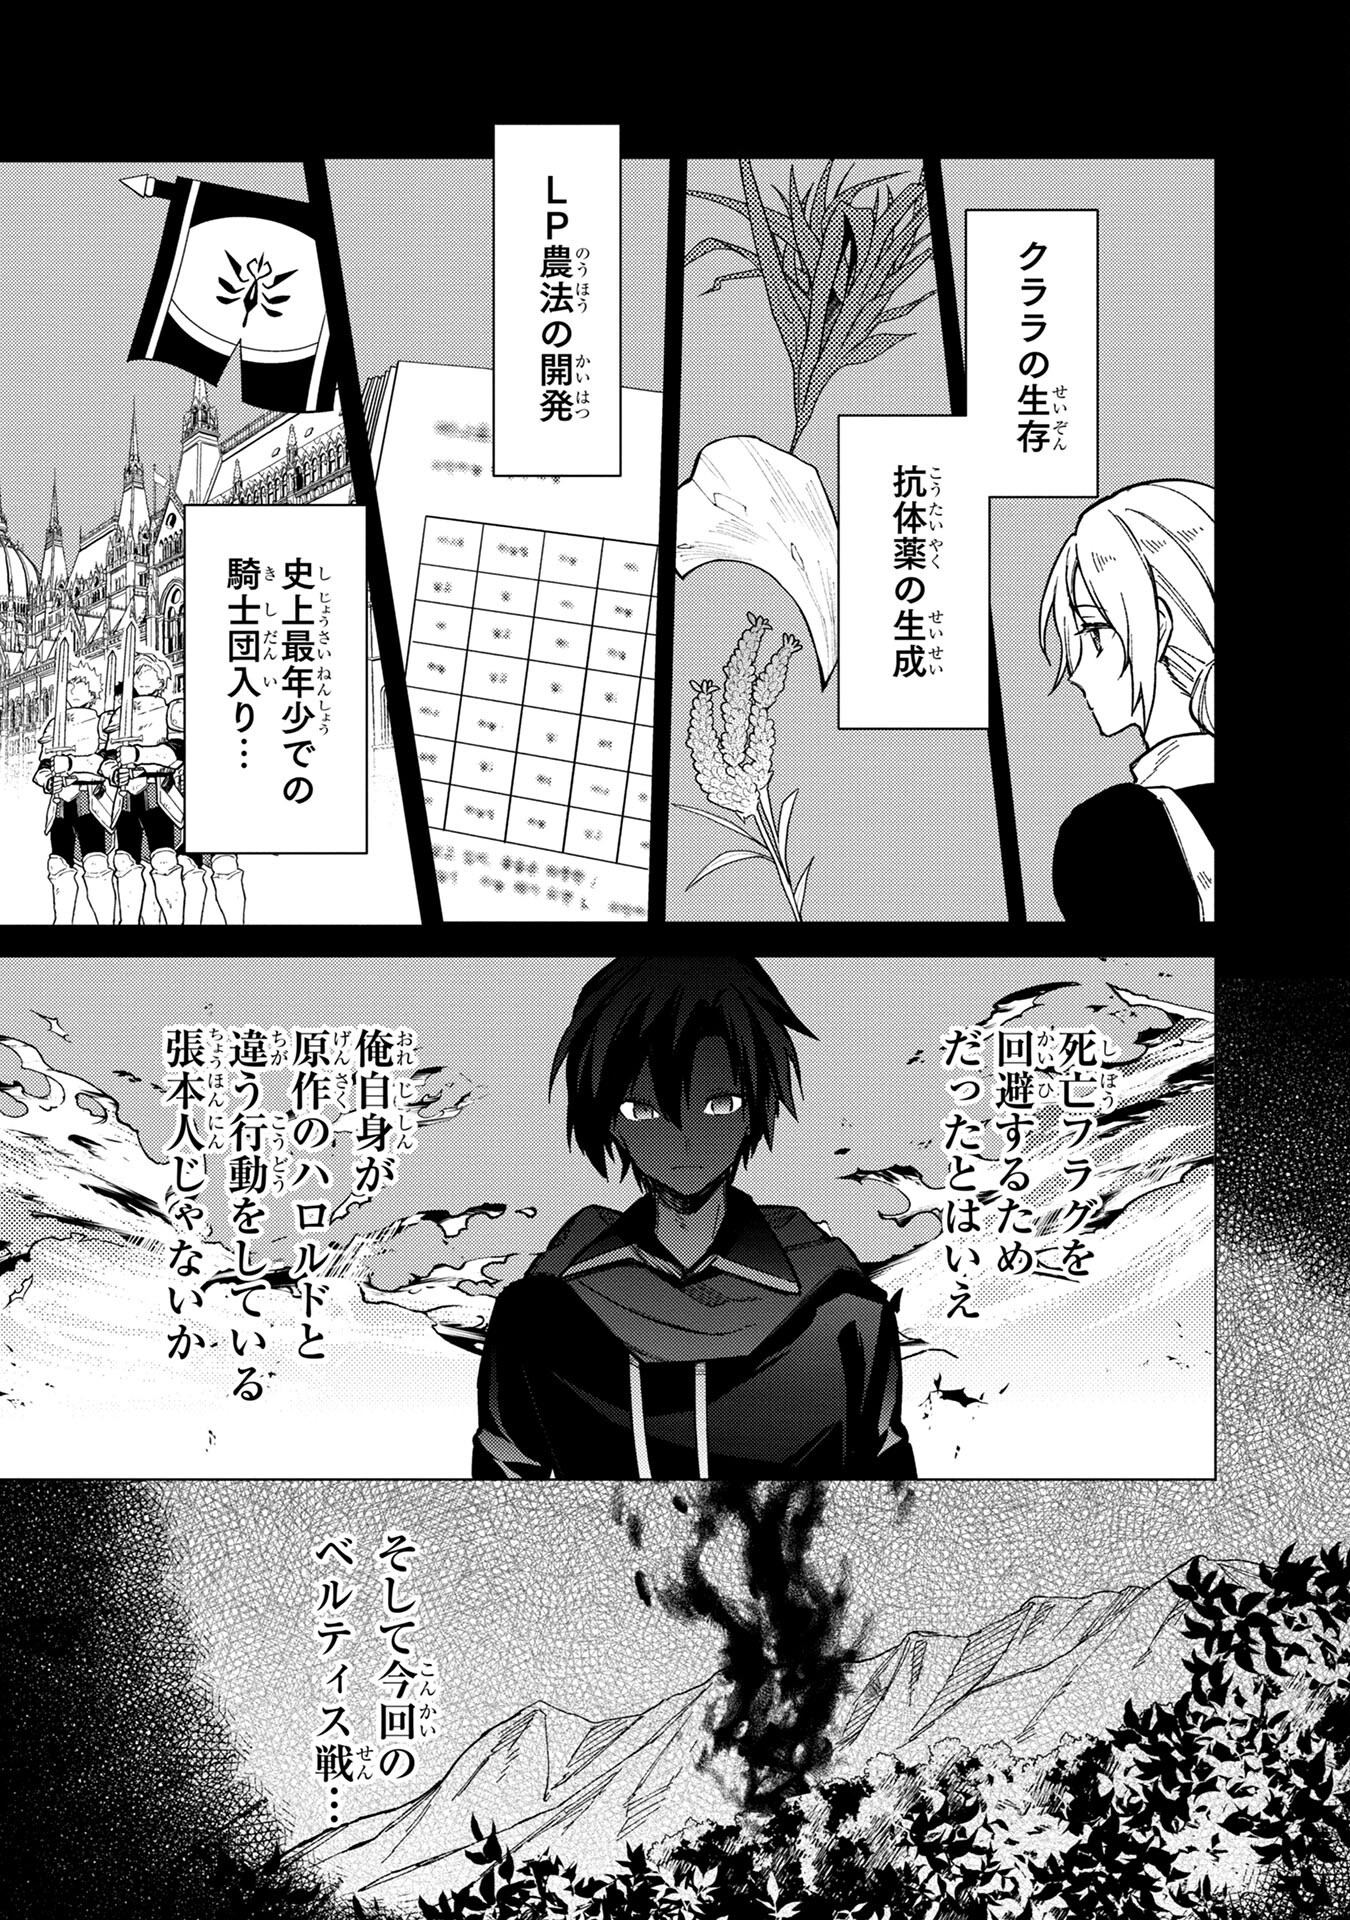 クララの生存
抗体薬の生成
LP農法の開発
史上最年少での
騎士団入り…
死亡フラグを
回避するため
だったとはいえ
俺自身が
原作のハロルドと
違う行動をしている
張本人じゃないか
そして今回の
ベルティス戦…